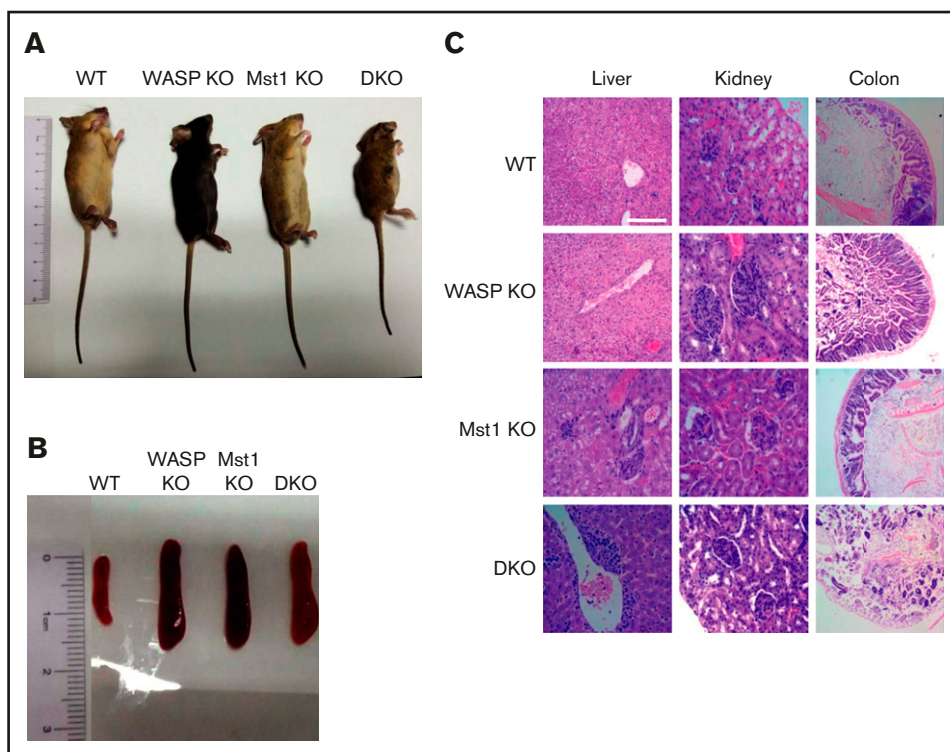 A
WT WASP KO Mst1 KO DKO
B
WT WASP KO Mst1 KO DKO
0
1 cm
2
3
C
Liver Kidney Colon
WT
WASP KO
Mst1 KO
DKO